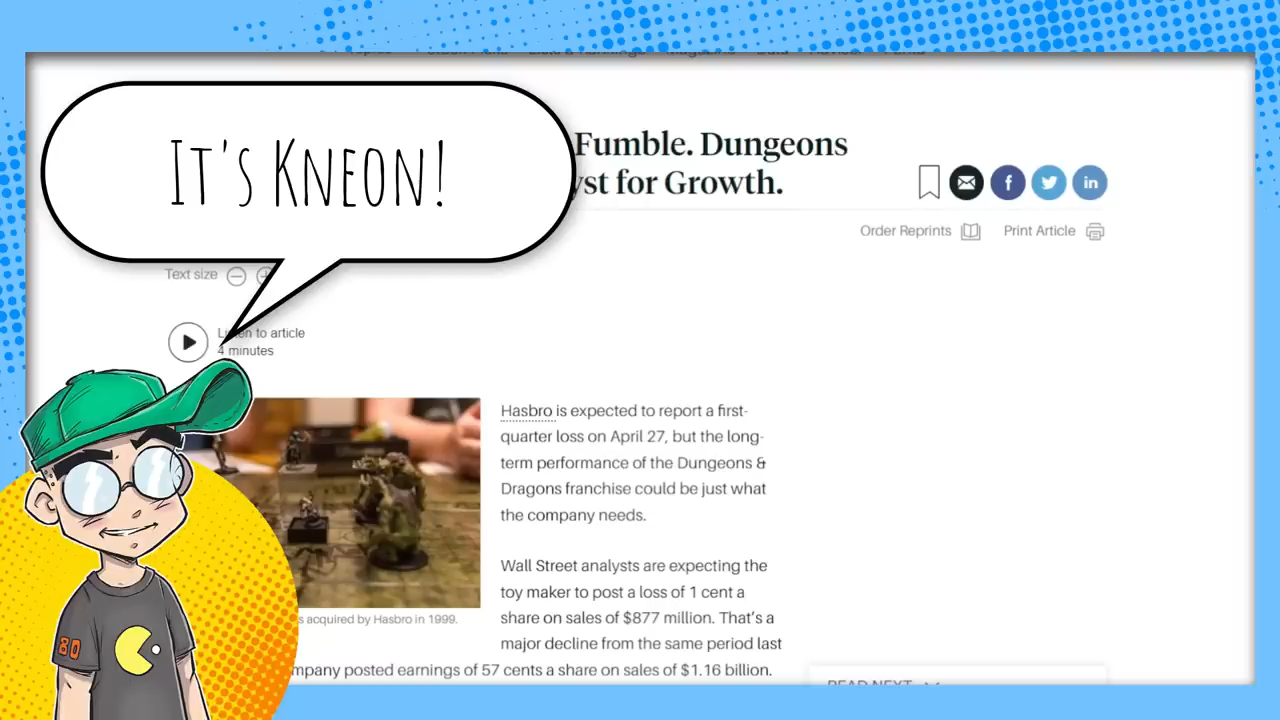 It's Kneon!
Fumble. Dungeons
for Growth.
Order Reprints
Print Article
Text size
to article
4 minutes
Hasbro is expected to report a first-
quarter loss on April 27, but the long-
term performance of the Dungeons &
Dragons franchise could be just what
the company needs.
Wall Street analysts are expecting the
toy maker to post a loss of 1 cent a
share on sales of $877 million. That's a
major decline from the same period last
acquired by Hasbro in 1999.
posted earnings of 57 cents a share on sales of $1.16 billion.
READ NEXT
80